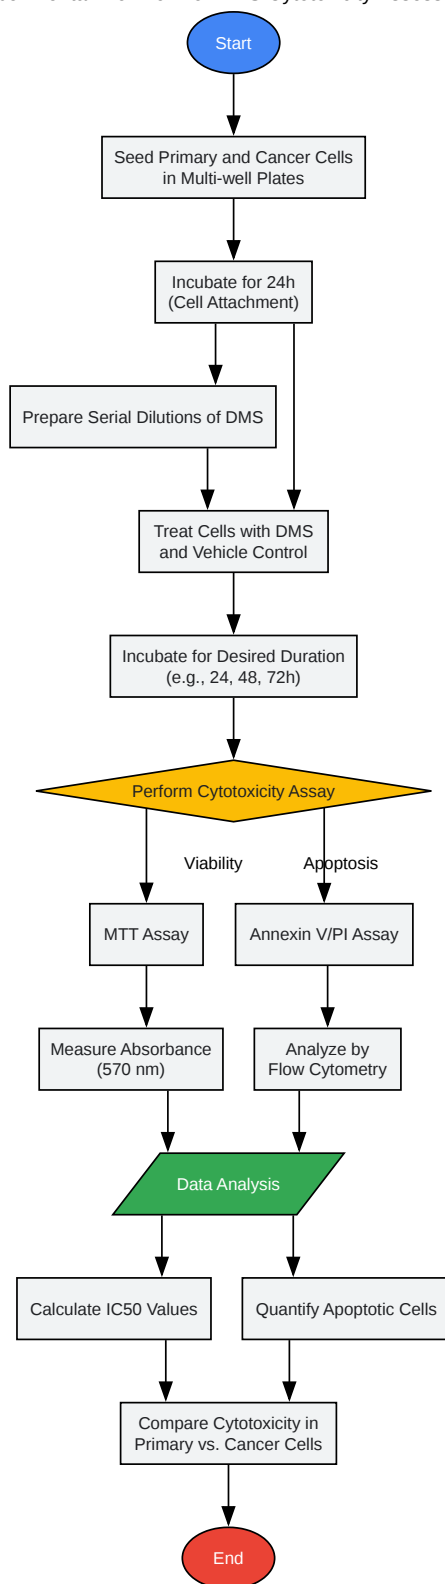 Start
Seed Primary and Cancer Cells
in Multi-well Plates
Incubate for 24h
(Cell Attachment)
Prepare Serial Dilutions of DMS
Treat Cells with DMS
and Vehicle Control
Incubate for Desired Duration
(e.g., 24, 48, 72h)
Perform Cytotoxicity Assay
Viability
Apoptosis
MTT Assay
Annexin V/PI Assay
Measure Absorbance
(570 nm)
Analyze by
Flow Cytometry
Data Analysis
Calculate IC50 Values
Quantify Apoptotic Cells
Compare Cytotoxicity in
Primary vs. Cancer Cells
End